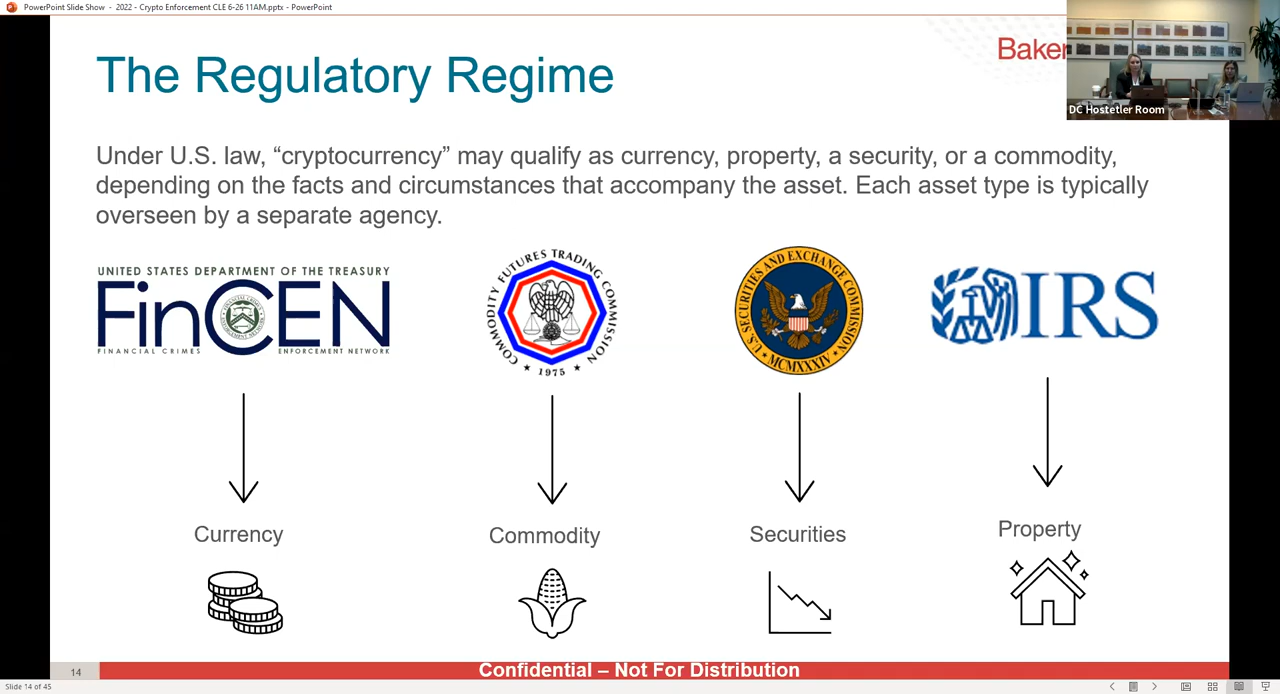 PowerPoint Slide Show - 2022 - Crypto Enforcement CLE 6-26 11AM.pptx - PowerPoint
The Regulatory Regime
Baker
DC Hostetler Room
Under U.S. law, “cryptocurrency” may qualify as currency, property, a security, or a commodity,
depending on the facts and circumstances that accompany the asset. Each asset type is typically
overseen by a separate agency.
UNITED STATES DEPARTMENT OF THE TREASURY
FinCEN
FINANCIAL CRIMES ENFORCEMENT NETWORK
COMMODITY FUTURES TRADING COMMISSION
★ 1975 ★
U.S. SECURITIES AND EXCHANGE COMMISSION
★ MCMXXXIV ★
IRS
Currency
Commodity
Securities
Property
14
Confidential – Not For Distribution
Slide 14 of 45